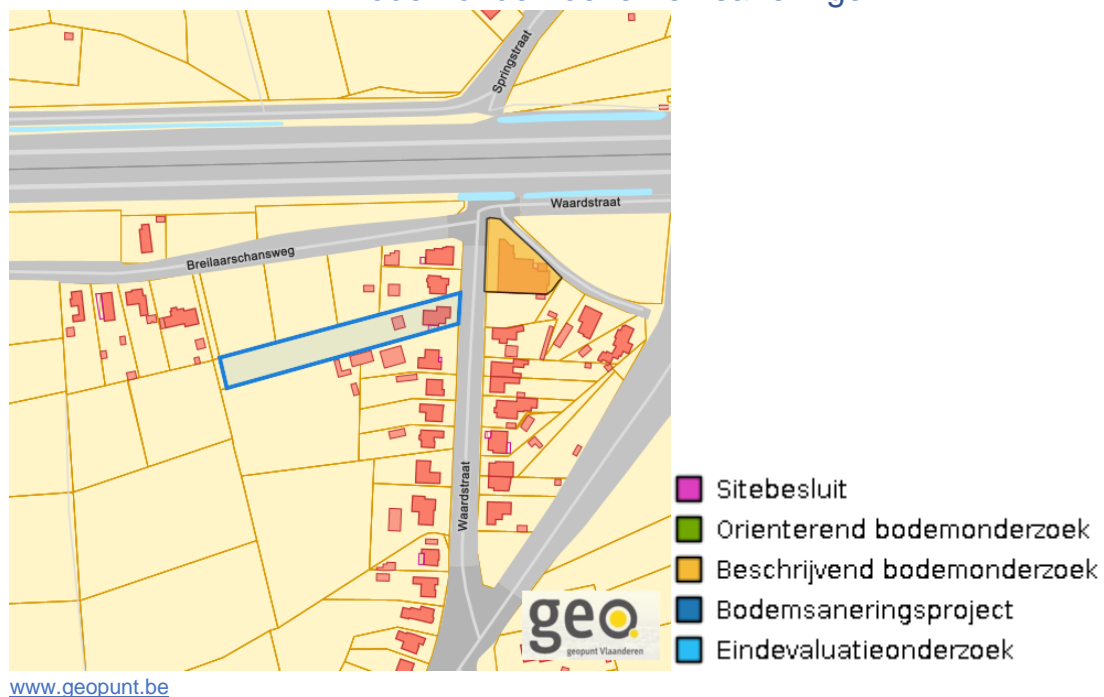 Springstraat
Waardstraat
Breilaarschansweg
Waardstraat
geo.
geopunt Vlaanderen
Sitebesluit
Orienterend bodemonderzoek
Beschrijvend bodemonderzoek
Bodemsaneringsproject
Eindevaluatieonderzoek
www.geopunt.be